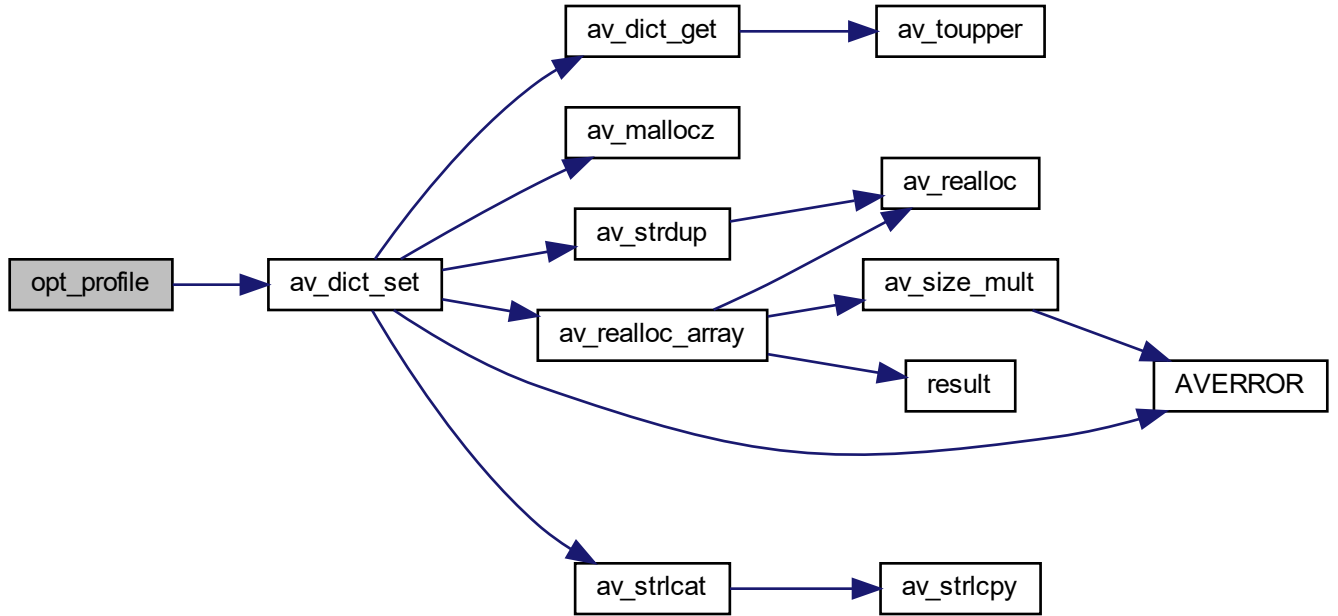 av_dict_get
av_toupper
av_mallocz
av_realloc
av_strdup
opt_profile
av_dict_set
av_size_mult
av_realloc_array
result
AVERROR
av_strlcat
av_strlcpy